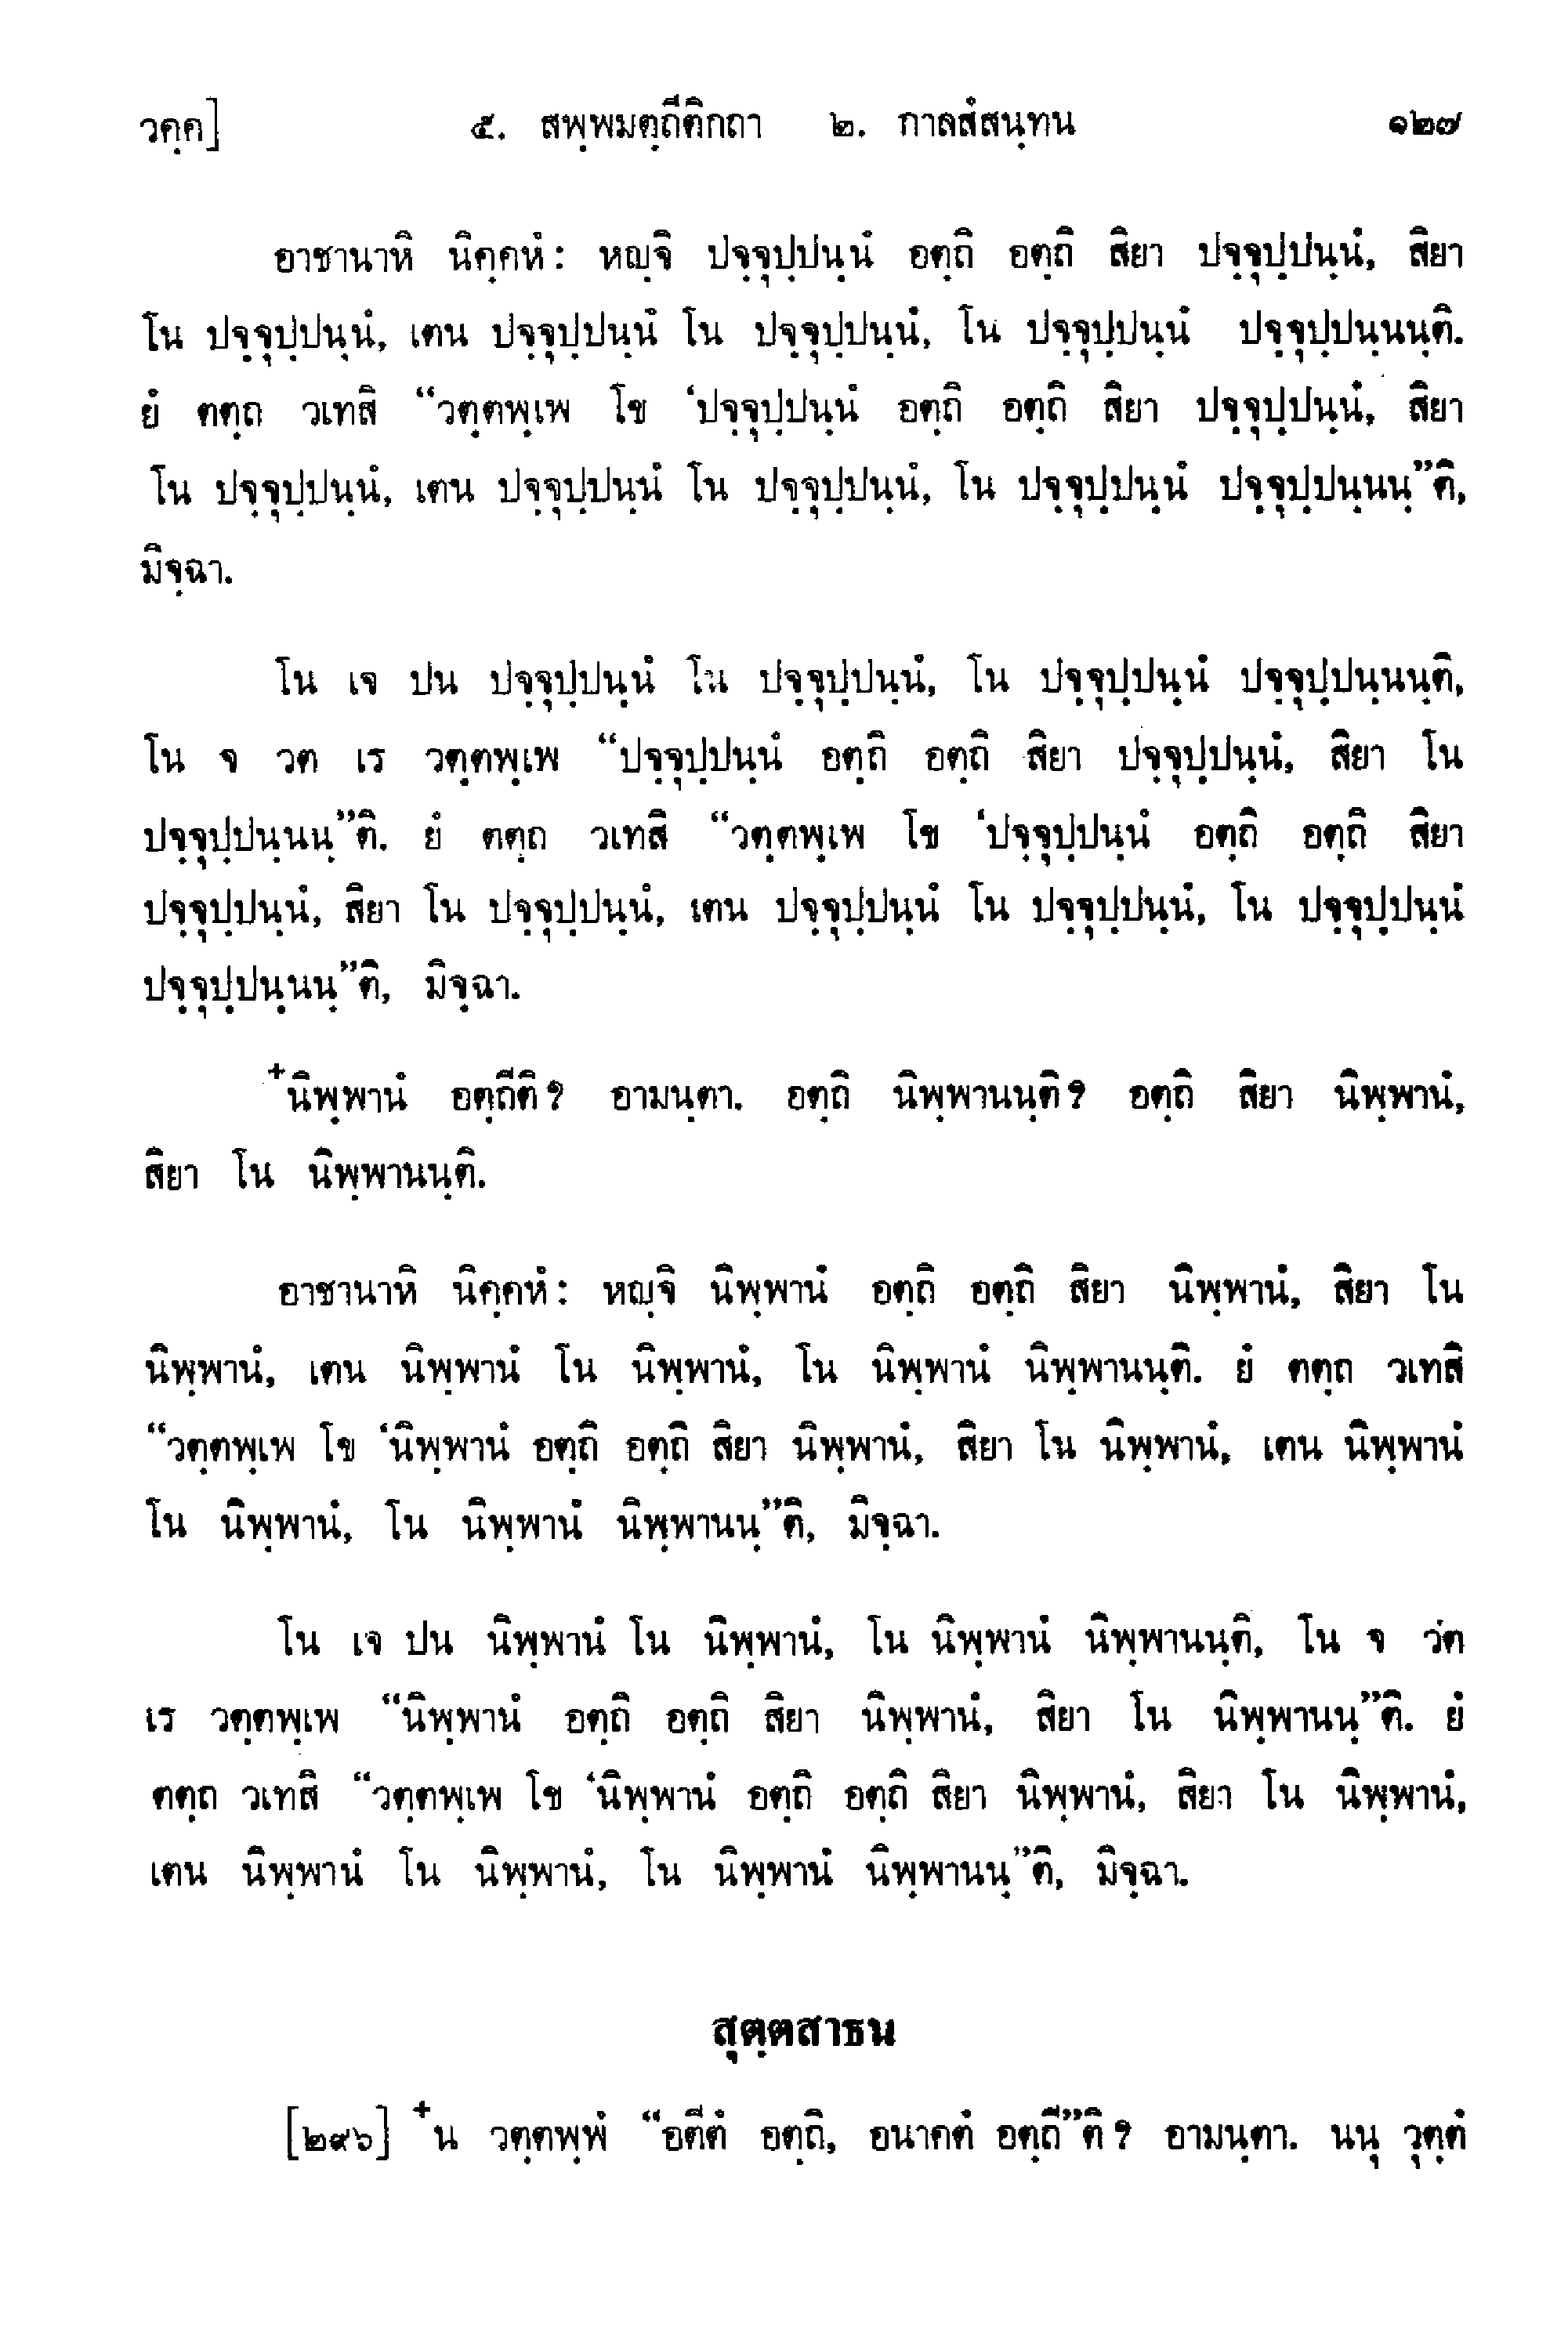 วคฺค] ๕. สพฺพมตฺถีติกถา ๒. กาลสํสนฺทน ๑๒๗
อาชานาหิ นิคฺคหํ: หญฺจิ ปจฺจุปฺปนฺนํ อตฺถิ อตฺถิ สิยา ปจฺจุปฺปนฺนํ, สิยา
โน ปจฺจุปฺปนฺนํ, เตน ปจฺจุปฺปนฺนํ โน ปจฺจุปฺปนฺนํ, โน ปจฺจุปฺปนฺนํ ปจฺจุปฺปนฺนนฺติ.
ยํ ตตฺถ วเทสิ “วตฺตพฺเพ โข ‘ปจฺจุปฺปนฺนํ อตฺถิ อตฺถิ สิยา ปจฺจุปฺปนฺนํ, สิยา
โน ปจฺจุปฺปนฺนํ, เตน ปจฺจุปฺปนฺนํ โน ปจฺจุปฺปนฺนํ, โน ปจฺจุปฺปนฺนํ ปจฺจุปฺปนฺนนฺ”ติ,
มิจฺฉา.
โน เจ ปน ปจฺจุปฺปนฺนํ โน ปจฺจุปฺปนฺนํ, โน ปจฺจุปฺปนฺนํ ปจฺจุปฺปนฺนนฺติ,
โน จ วต เร วตฺตพฺเพ “ปจฺจุปฺปนฺนํ อตฺถิ อตฺถิ สิยา ปจฺจุปฺปนฺนํ, สิยา โน
ปจฺจุปฺปนฺนนฺ”ติ. ยํ ตตฺถ วเทสิ “วตฺตพฺเพ โข ‘ปจฺจุปฺปนฺนํ อตฺถิ อตฺถิ สิยา
ปจฺจุปฺปนฺนํ, สิยา โน ปจฺจุปฺปนฺนํ, เตน ปจฺจุปฺปนฺนํ โน ปจฺจุปฺปนฺนํ, โน ปจฺจุปฺปนฺนํ
ปจฺจุปฺปนฺนนฺ”ติ, มิจฺฉา.
⁺นิพฺพานํ อตฺถีติ? อามนฺตา. อตฺถิ นิพฺพานนฺติ? อตฺถิ สิยา นิพฺพานํ,
สิยา โน นิพฺพานนฺติ.
อาชานาหิ นิคฺคหํ: หญฺจิ นิพฺพานํ อตฺถิ อตฺถิ สิยา นิพฺพานํ, สิยา โน
นิพฺพานํ, เตน นิพฺพานํ โน นิพฺพานํ, โน นิพฺพานํ นิพฺพานนฺติ. ยํ ตตฺถ วเทสิ
“วตฺตพฺเพ โข ‘นิพฺพานํ อตฺถิ อตฺถิ สิยา นิพฺพานํ, สิยา โน นิพฺพานํ, เตน นิพฺพานํ
โน นิพฺพานํ, โน นิพฺพานํ นิพฺพานนฺ”ติ, มิจฺฉา.
โน เจ ปน นิพฺพานํ โน นิพฺพานํ, โน นิพฺพานํ นิพฺพานนฺติ, โน จ วต
เร วตฺตพฺเพ “นิพฺพานํ อตฺถิ อตฺถิ สิยา นิพฺพานํ, สิยา โน นิพฺพานนฺ”ติ. ยํ
ตตฺถ วเทสิ “วตฺตพฺเพ โข ‘นิพฺพานํ อตฺถิ อตฺถิ สิยา นิพฺพานํ, สิยา โน นิพฺพานํ,
เตน นิพฺพานํ โน นิพฺพานํ, โน นิพฺพานํ นิพฺพานนฺ”ติ, มิจฺฉา.
สุตฺตสาธน
[๒๙๖] ⁺น วตฺตพฺพํ “อตีตํ อตฺถิ, อนาคตํ อตฺถี”ติ? อามนฺตา. นนุ วุตฺตํ